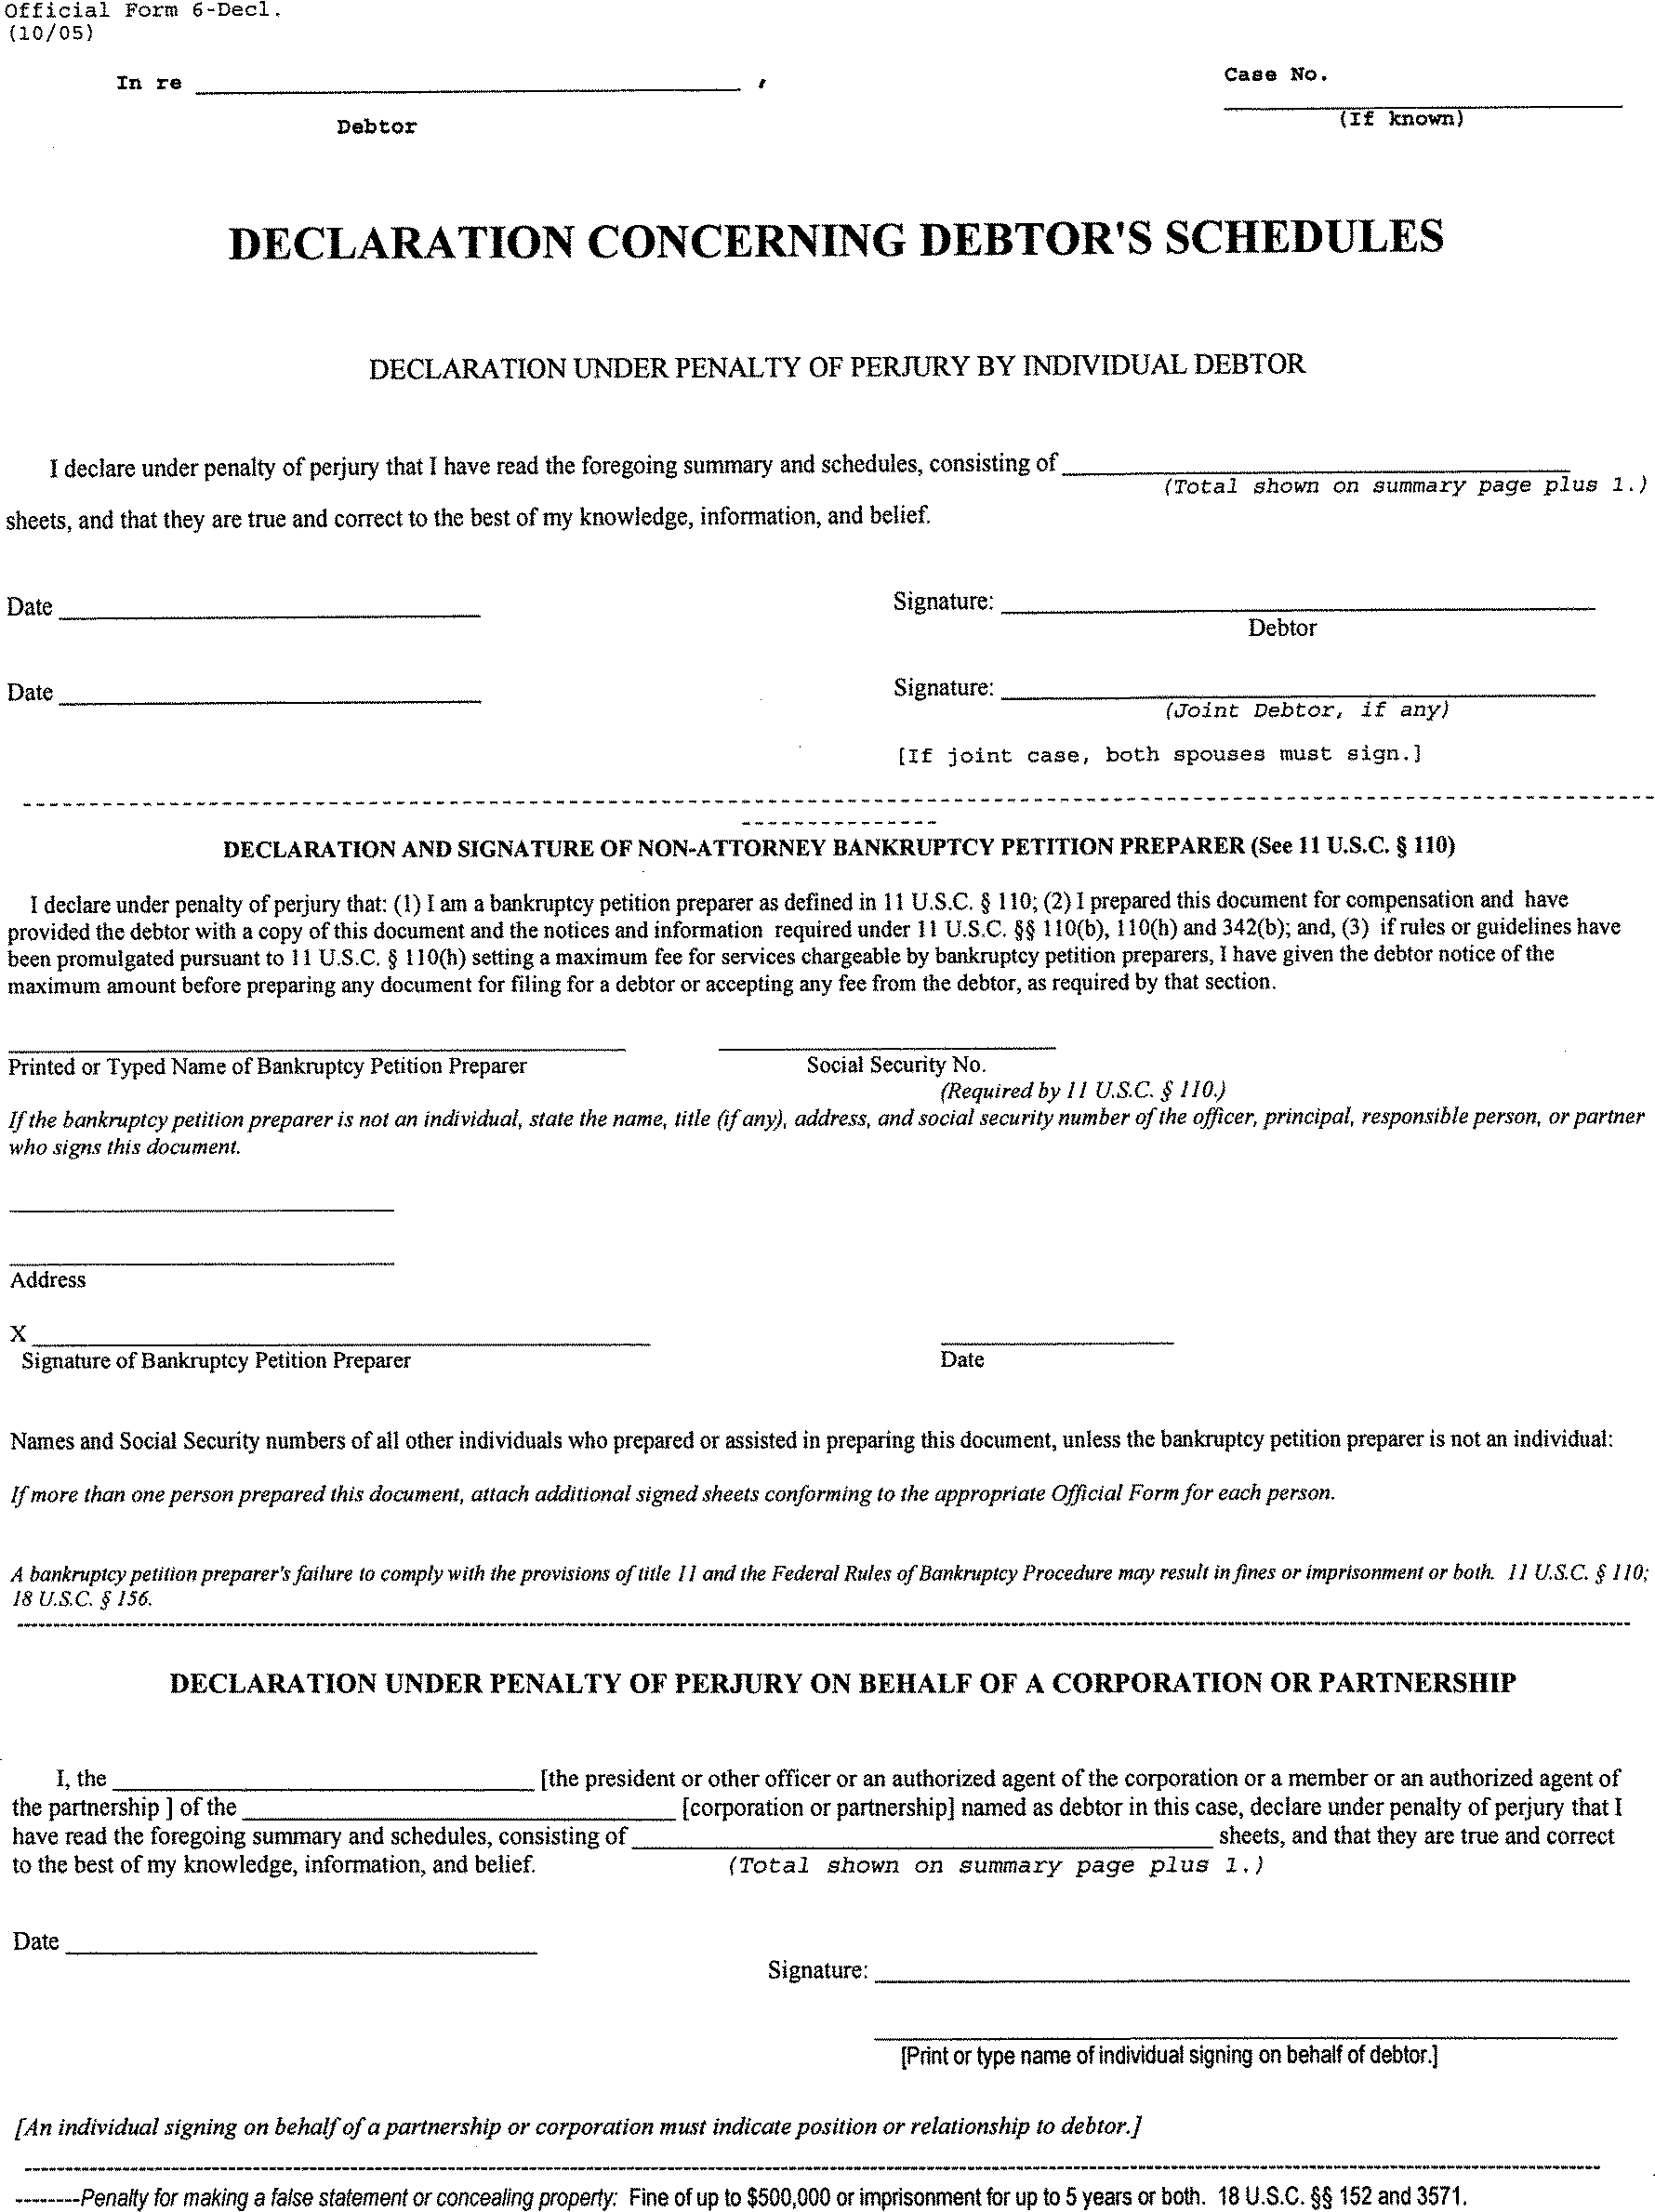 Official Form 6-Decl.
(10/05)
In re ______________________________ ,
Case No. ______________________
Debtor
(If known)
DECLARATION CONCERNING DEBTOR'S SCHEDULES
DECLARATION UNDER PENALTY OF PERJURY BY INDIVIDUAL DEBTOR
I declare under penalty of perjury that I have read the foregoing summary and schedules, consisting of ______________________________
(Total shown on summary page plus 1.)
sheets, and that they are true and correct to the best of my knowledge, information, and belief.
Date ______________________ Signature: ______________________________
Debtor
Date ______________________ Signature: ______________________________
(Joint Debtor, if any)
[If joint case, both spouses must sign.]
DECLARATION AND SIGNATURE OF NON-ATTORNEY BANKRUPTCY PETITION PREPARER (See 11 U.S.C. § 110)
I declare under penalty of perjury that: (1) I am a bankruptcy petition preparer as defined in 11 U.S.C. § 110; (2) I prepared this document for compensation and have
provided the debtor with a copy of this document and the notices and information required under 11 U.S.C. §§ 110(b), 110(h) and 342(b); and, (3) if rules or guidelines have
been promulgated pursuant to 11 U.S.C. § 110(h) setting a maximum fee for services chargeable by bankruptcy petition preparers, I have given the debtor notice of the
maximum amount before preparing any document for filing for a debtor or accepting any fee from the debtor, as required by that section.
Printed or Typed Name of Bankruptcy Petition Preparer Social Security No.
(Required by 11 U.S.C. § 110.)
If the bankruptcy petition preparer is not an individual, state the name, title (if any), address, and social security number of the officer, principal, responsible person, or partner
who signs this document.
Address
X ______________________________
Signature of Bankruptcy Petition Preparer Date
Names and Social Security numbers of all other individuals who prepared or assisted in preparing this document, unless the bankruptcy petition preparer is not an individual:
If more than one person prepared this document, attach additional signed sheets conforming to the appropriate Official Form for each person.
A bankruptcy petition preparer's failure to comply with the provisions of title 11 and the Federal Rules of Bankruptcy Procedure may result in fines or imprisonment or both. 11 U.S.C. § 110;
18 U.S.C. § 156.
DECLARATION UNDER PENALTY OF PERJURY ON BEHALF OF A CORPORATION OR PARTNERSHIP
I, the ______________________ [the president or other officer or an authorized agent of the corporation or a member or an authorized agent of
the partnership ] of the ______________________ [corporation or partnership] named as debtor in this case, declare under penalty of perjury that I
have read the foregoing summary and schedules, consisting of ______________________________ sheets, and that they are true and correct
to the best of my knowledge, information, and belief. (Total shown on summary page plus 1.)
Date ______________________
Signature: ______________________________
[Print or type name of individual signing on behalf of debtor.]
[An individual signing on behalf of a partnership or corporation must indicate position or relationship to debtor.]
--------Penalty for making a false statement or concealing property: Fine of up to $500,000 or imprisonment for up to 5 years or both. 18 U.S.C. §§ 152 and 3571.